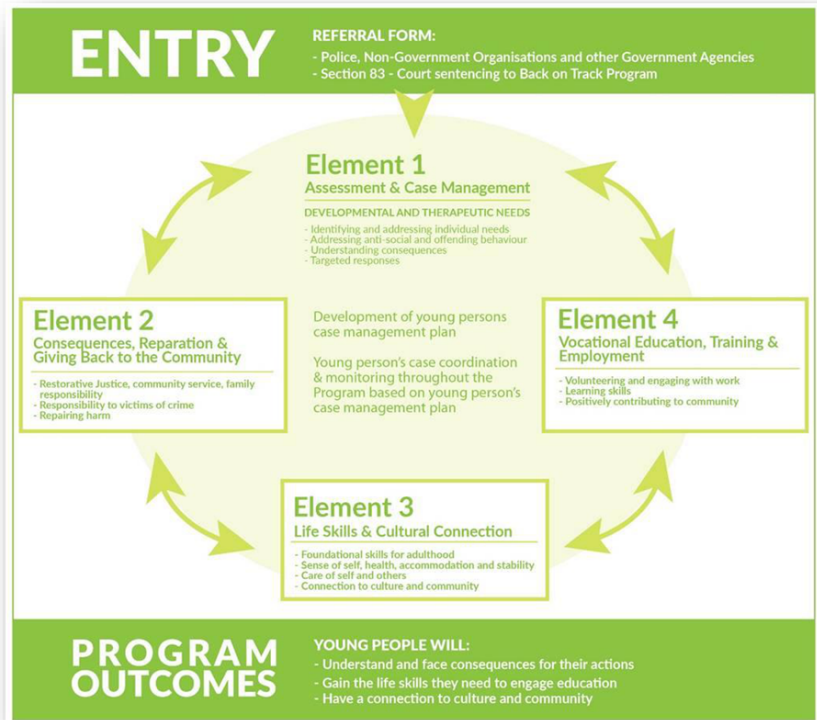 ENTRY
REFERRAL FORM:
- Police, Non-Government Organisations and other Government Agencies
- Section 83 - Court sentencing to Back on Track Program
Element 1
Assessment & Case Management
DEVELOPMENTAL AND THERAPEUTIC NEEDS
- Identifying and addressing individual needs
- Addressing anti-social and offending behaviour
- Understanding consequences
- Targeted responses
Development of young persons
case management plan
Young person's case coordination
& monitoring throughout the
Program based on young person's
case management plan
Element 2
Consequences, Reparation &
Giving Back to the Community
- Restorative Justice, community service, family
responsibility
- Responsibility to victims of crime
- Repairing harm
Element 4
Vocational Education, Training &
Employment
- Volunteering and engaging with work
- Learning skills
- Positively contributing to community
Element 3
Life Skills & Cultural Connection
- Foundational skills for adulthood
- Sense of self, health, accommodation and stability
- Care of self and others
- Connection to culture and community
PROGRAM
OUTCOMES
YOUNG PEOPLE WILL:
- Understand and face consequences for their actions
- Gain the life skills they need to engage education
- Have a connection to culture and community